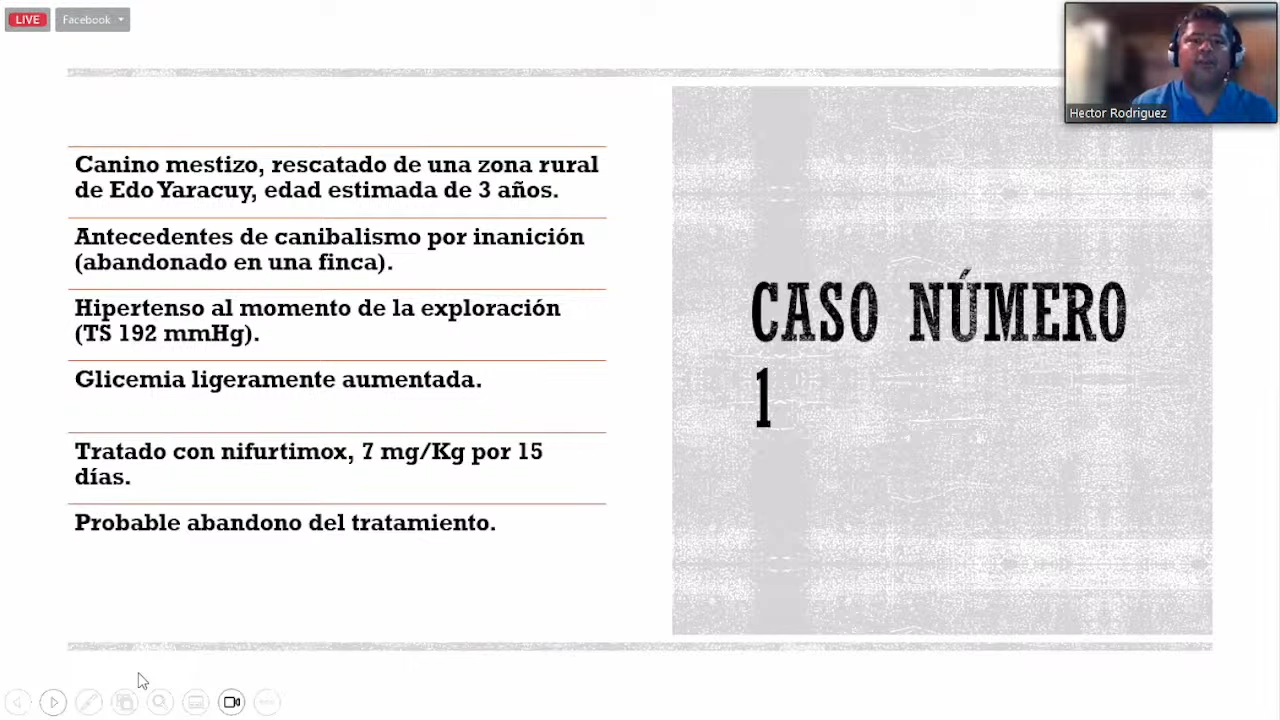 LIVE
Facebook
Hector Rodriguez
Canino mestizo, rescatado de una zona rural
de Edo Yaracuy, edad estimada de 3 años.
Antecedentes de canibalismo por inanición
(abandonado en una finca).
Hipertenso al momento de la exploración
(TS 192 mmHg).
Glicemia ligeramente aumentada.
Tratado con nifurtimox, 7 mg/Kg por 15
días.
Probable abandono del tratamiento.
CASO NÚMERO
1